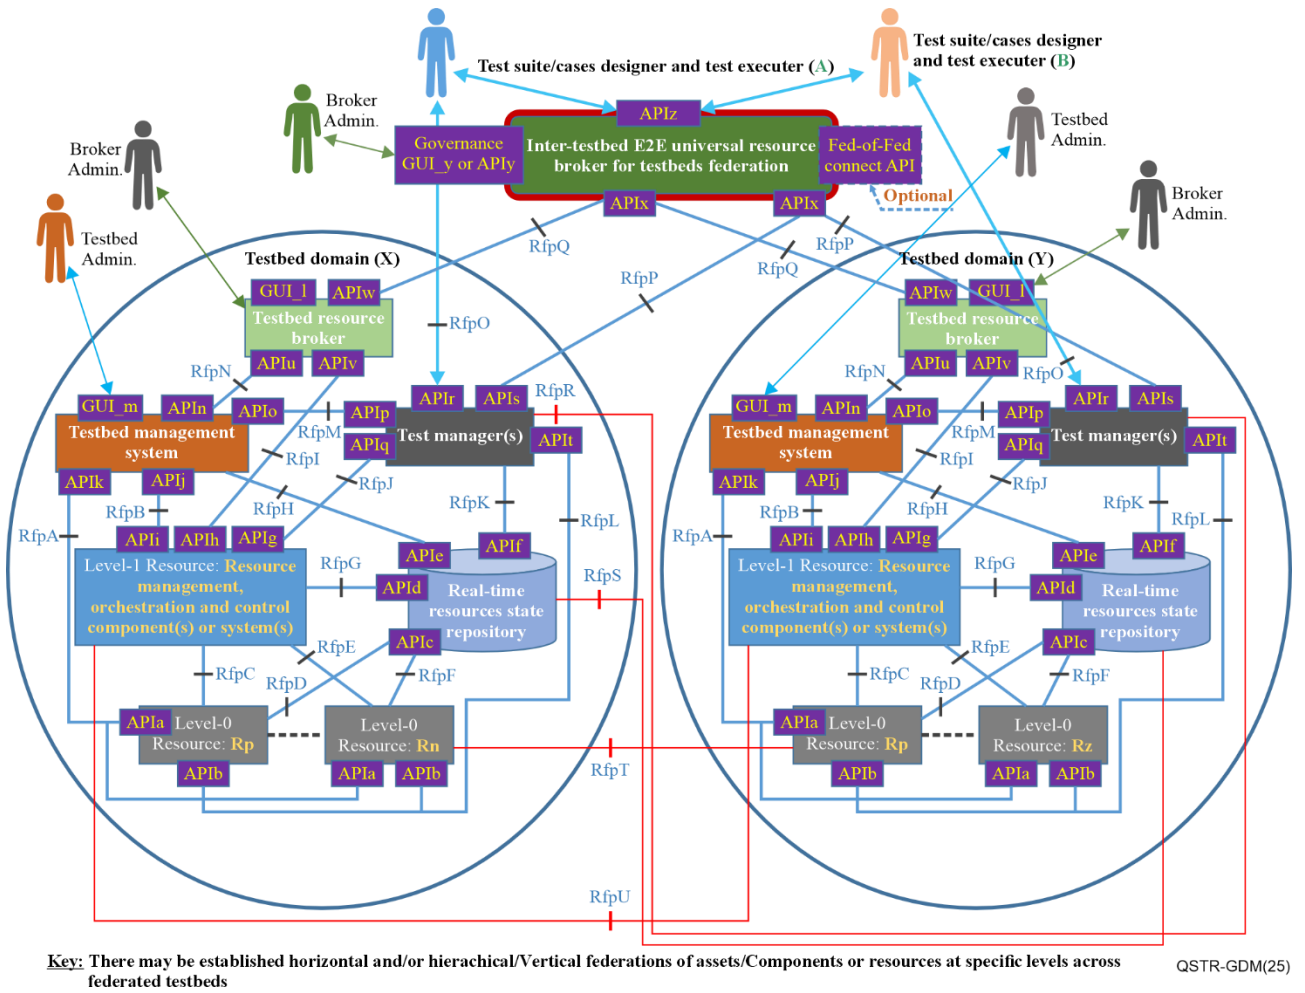 Test suite/cases designer and test executer (A)
Test suite/cases designer
and test executer (B)
Broker
Admin.
Broker
Admin.
Testbed
Admin.
Testbed
Admin.
Broker
Admin.
APIz
Governance
GUI_y or APIy
Inter-testbed E2E universal resource
broker for testbeds federation
Fed-of-Fed
connect API
Optional
APIx
APIx
RfpQ
RfpP
RfpQ
RfpP
Testbed domain (X)
GUI_l
APIw
Testbed resource
broker
APIu
APIv
RfpN
RfpO
GUI_m
APIn
APIo
RfpM
APIp
APIr
APIs
RfpR
Testbed management
system
Test manager(s)
APIq
APIt
APIk
APIj
RfpI
RfpJ
RfpH
RfpK
RfpL
RfpA
RfpB
APIi
APIh
APIg
APIe
APIf
Level-1 Resource: Resource
management,
orchestration and control
component(s) or system(s)
RfpG
APId
Real-time
resources state
repository
RfpS
APIc
RfpE
RfpC
RfpD
RfpF
APIa
Level-0
Resource: Rp
Level-0
Resource: Rn
APIb
APIa
APIb
RfpT
RfpU
Testbed domain (Y)
APIw
GUI_l
Testbed resource
broker
APIu
APIv
RfpN
RfpO
GUI_m
APIn
APIo
RfpM
APIp
APIr
APIs
Testbed management
system
Test manager(s)
APIq
APIt
APIk
APIj
RfpI
RfpJ
RfpH
RfpK
RfpL
RfpA
RfpB
APIi
APIh
APIg
APIe
APIf
Level-1 Resource: Resource
management,
orchestration and control
component(s) or system(s)
RfpG
APId
Real-time
resources state
repository
APIc
RfpE
RfpC
RfpD
RfpF
APIa
Level-0
Resource: Rp
Level-0
Resource: Rz
APIb
APIa
APIb
Key: There may be established horizontal and/or hierachical/Vertical federations of assets/Components or resources at specific levels across
federated testbeds
QSTR-GDM(25)